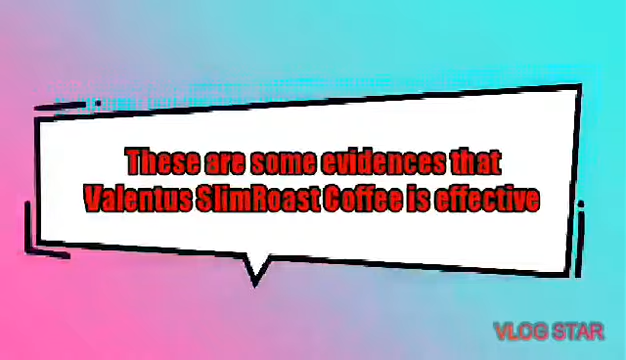 These are some evidences that
Valentus SlimRoast Coffee is effective
VLOG STAR